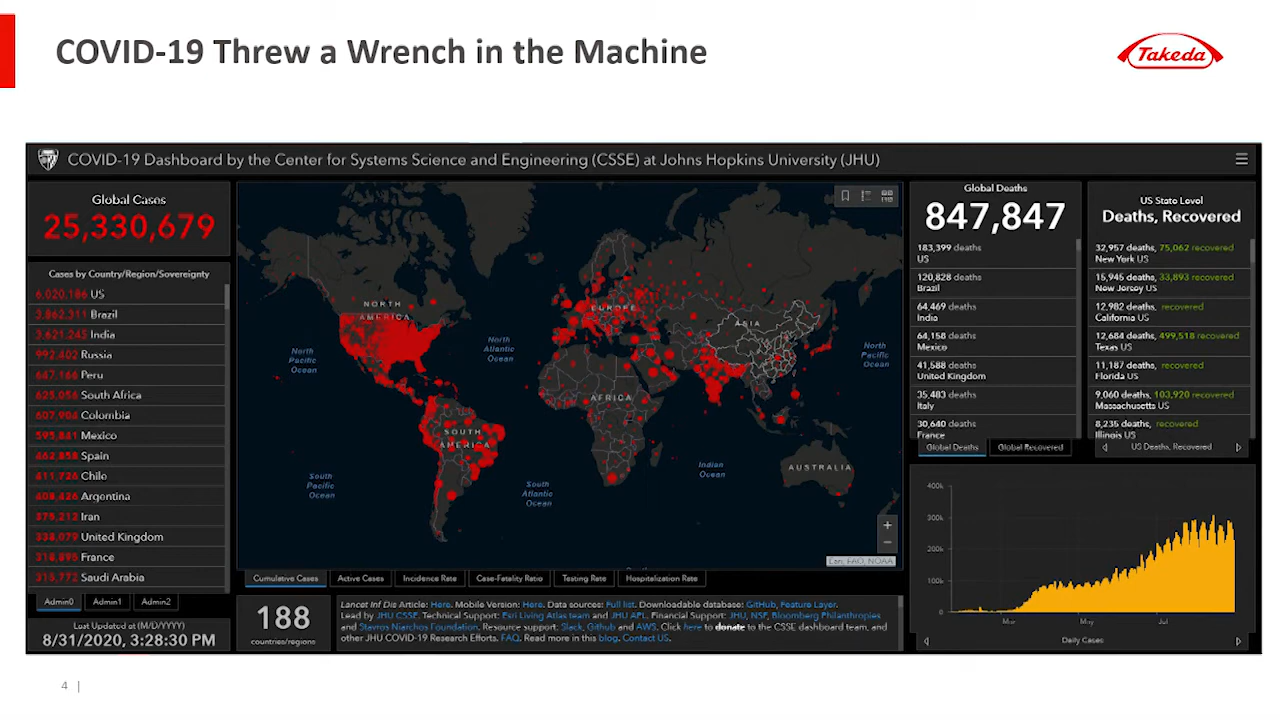 COVID-19 Threw a Wrench in the Machine
Takeda
COVID-19 Dashboard by the Center for Systems Science and Engineering (CSSE) at Johns Hopkins University (JHU)
Global Cases
25,330,679
Cases by Country/Region/Sovereignty
6,020,186 US
3,862,311 Brazil
3,621,245 India
992,402 Russia
647,166 Peru
625,056 South Africa
607,904 Colombia
595,841 Mexico
462,858 Spain
411,726 Chile
408,426 Argentina
375,212 Iran
338,079 United Kingdom
318,895 France
315,772 Saudi Arabia
Admin0 Admin1 Admin2
Last Updated at (M/D/YYYY)
8/31/2020, 3:28:30 PM
NORTH
AMERICA
EUROPE
ASIA
North
Pacific
Ocean
North
Atlantic
Ocean
North
Pacific
Ocean
AFRICA
SOUTH
AMERICA
Indian
Ocean
AUSTRALIA
South
Pacific
Ocean
South
Atlantic
Ocean
+
−
Esri, FAO, NOAA
Cumulative Cases Active Cases Incidence Rate Case-Fatality Ratio Testing Rate Hospitalization Rate
188
countries/regions
Lancet Inf Dis Article: Here. Mobile Version: Here. Data sources: Full list. Downloadable database: GitHub, Feature Layer.
Lead by JHU CSSE. Technical Support: Esri Living Atlas team and JHU APL. Financial Support: JHU, NSF, Bloomberg Philanthropies
and Stavros Niarchos Foundation. Resource support: Slack, Github and AWS. Click here to donate to the CSSE dashboard team, and
other JHU COVID-19 Research Efforts. FAQ. Read more in this blog. Contact US.
Global Deaths
847,847
183,399 deaths
US
120,828 deaths
Brazil
64,469 deaths
India
64,158 deaths
Mexico
41,588 deaths
United Kingdom
35,483 deaths
Italy
30,640 deaths
France
Global Deaths Global Recovered
US State Level
Deaths, Recovered
32,957 deaths, 75,062 recovered
New York US
15,945 deaths, 33,893 recovered
New Jersey US
12,982 deaths, recovered
California US
12,684 deaths, 499,518 recovered
Texas US
11,187 deaths, recovered
Florida US
9,060 deaths, 103,920 recovered
Massachusetts US
8,235 deaths, recovered
Illinois US
US Deaths, Recovered
400k
300k
200k
100k
0
Mar May Jul
Daily Cases
4 |